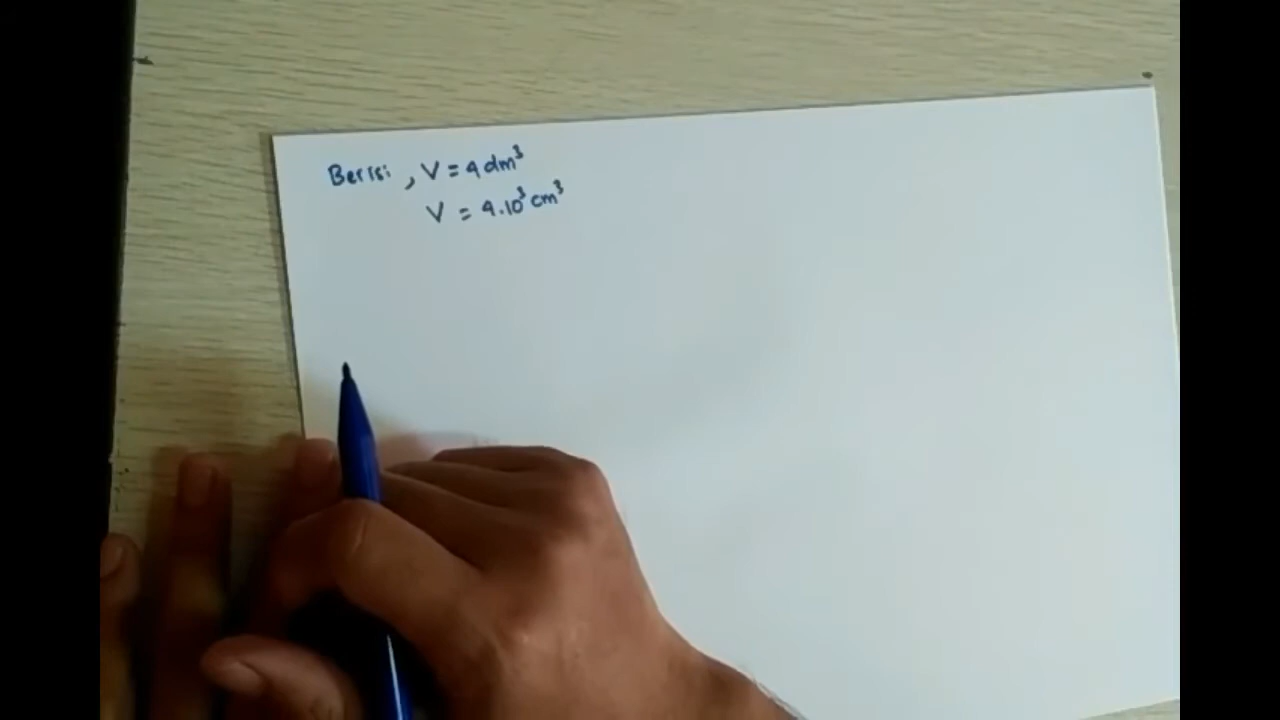 Berisi, V = 4 dm³
V = 4.10³ cm³